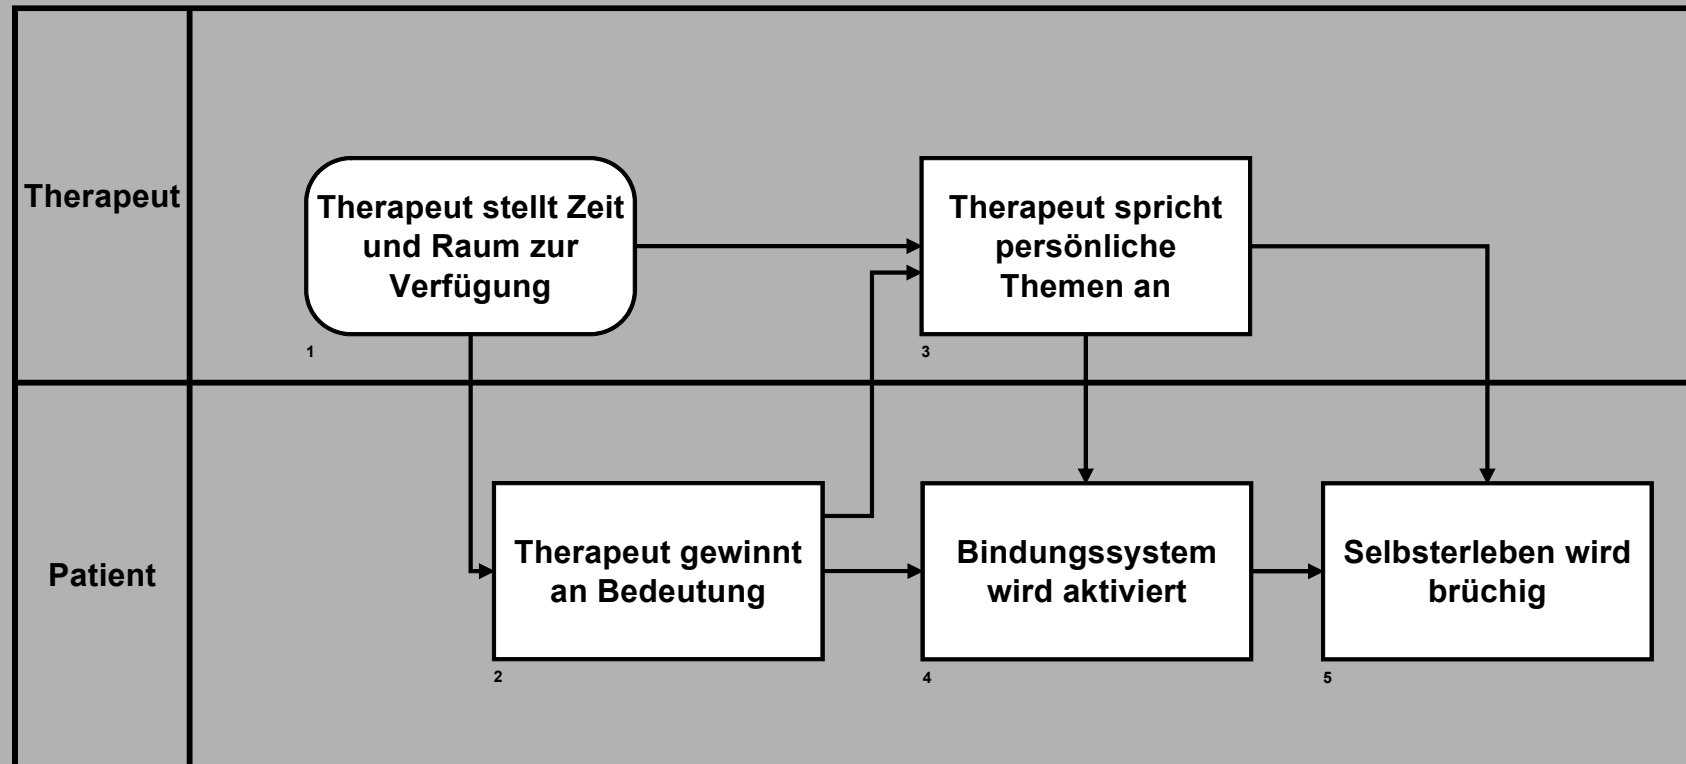 Therapeut
Therapeut stellt Zeit
und Raum zur
Verfügung
1
Therapeut spricht
persönliche
Themen an
3
Patient
Therapeut gewinnt
an Bedeutung
2
Bindungssystem
wird aktiviert
4
Selbsterleben wird
brüchig
5